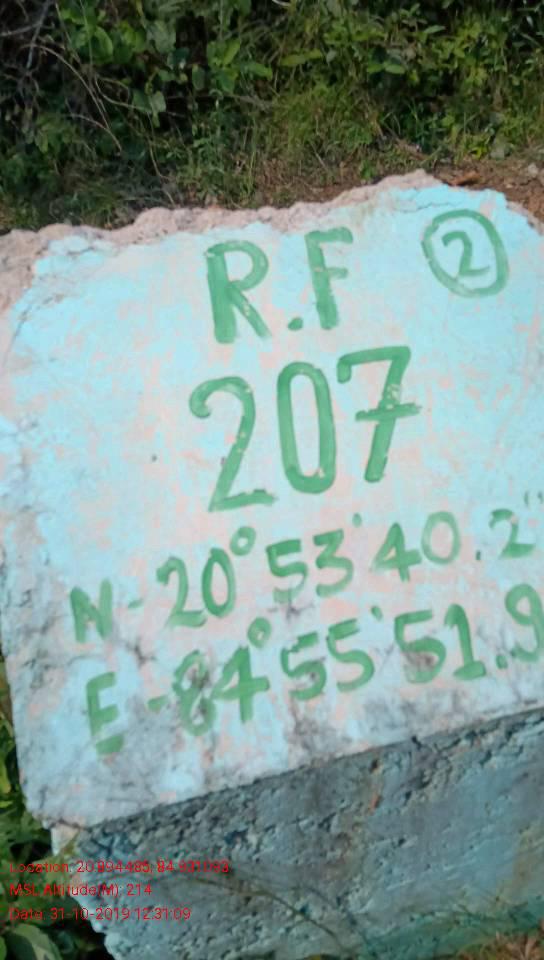 R.F ②
207
N-20°53'40.2"
E-84°55'51.9
Location: 20.894485, 84.931093
MSL Altitude(M): 214
Date: 31-10-2019 12:31:09